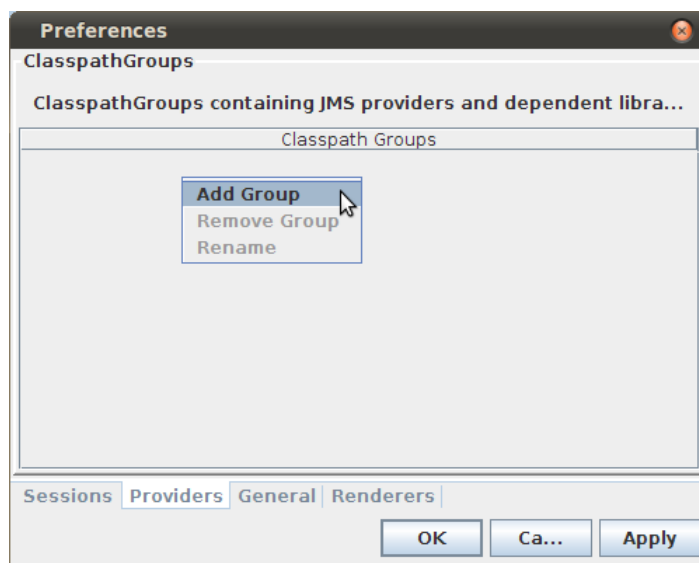 Preferences
ClasspathGroups
ClasspathGroups containing JMS providers and dependent libra...
Classpath Groups
Add Group
Remove Group
Rename
Sessions Providers General Renderers
OK Ca... Apply